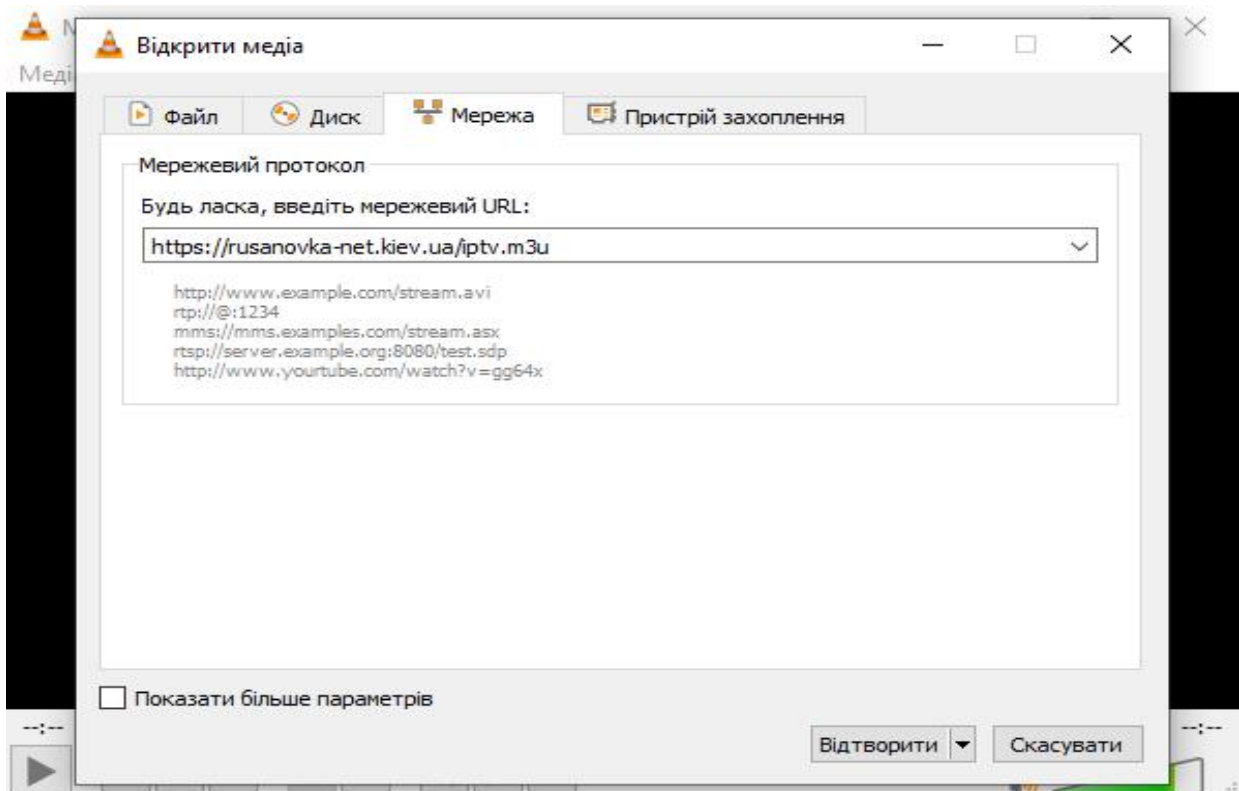 Відкрити медіа
Меді
Файл Диск Мережа Пристрій захоплення
Мережевий протокол
Будь ласка, введіть мережевий URL:
https://rusanovka-net.kiev.ua/iptv.m3u
http://www.example.com/stream.avi
rtp://@:1234
mms://mms.examples.com/stream.asx
rtsp://server.example.org:8080/test.sdp
http://www.yourtube.com/watch?v=gg64x
Показати більше параметрів
--:-- --:--
Відтворити Скасувати